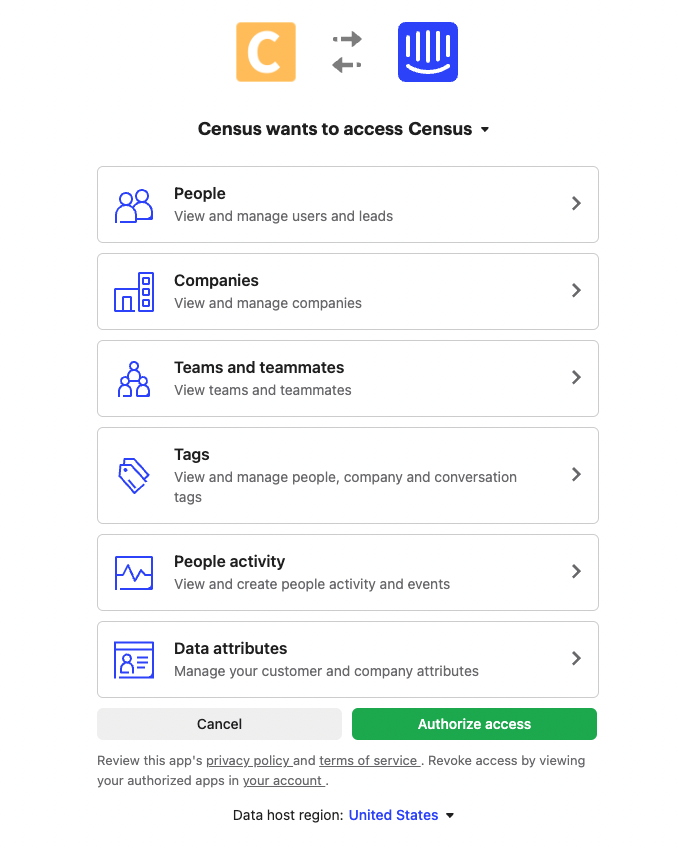 C
Census wants to access Census
People
View and manage users and leads
Companies
View and manage companies
Teams and teammates
View teams and teammates
Tags
View and manage people, company and conversation
tags
People activity
View and create people activity and events
Data attributes
Manage your customer and company attributes
Cancel
Authorize access
Review this app's privacy policy and terms of service . Revoke access by viewing
your authorized apps in your account .
Data host region: United States